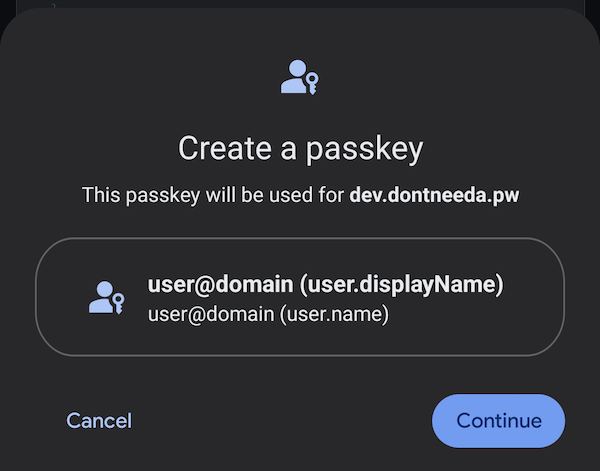 Create a passkey
This passkey will be used for dev.dontneeda.pw
user@domain (user.displayName)
user@domain (user.name)
Cancel
Continue